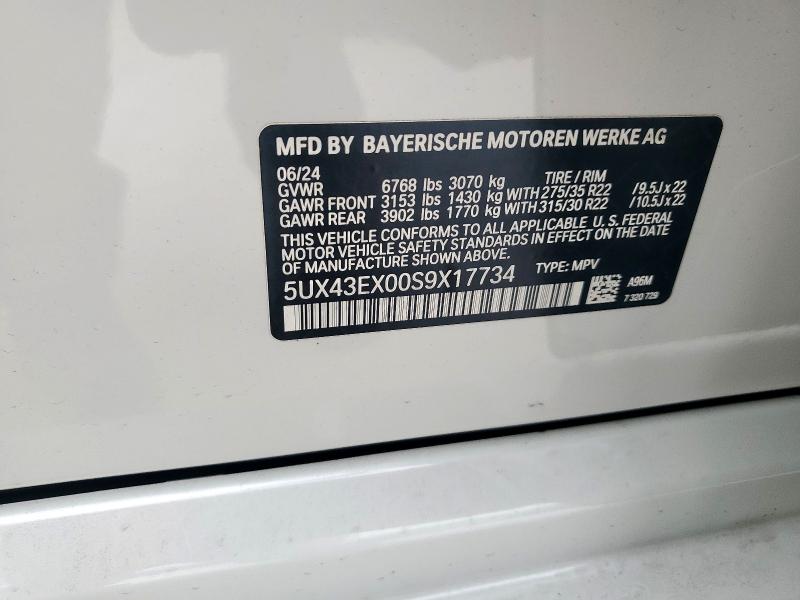 MFD BY BAYERISCHE MOTOREN WERKE AG
06/24 TIRE / RIM
GVWR 6768 lbs 3070 kg
GAWR FRONT 3153 lbs 1430 kg WITH 275/35 R22 /9.5J x 22
GAWR REAR 3902 lbs 1770 kg WITH 315/30 R22 /10.5J x 22
THIS VEHICLE CONFORMS TO ALL APPLICABLE U. S. FEDERAL
MOTOR VEHICLE SAFETY STANDARDS IN EFFECT ON THE DATE
OF MANUFACTURE SHOWN ABOVE.
5UX43EX00S9X17734 TYPE: MPV
A96M
7 320 729